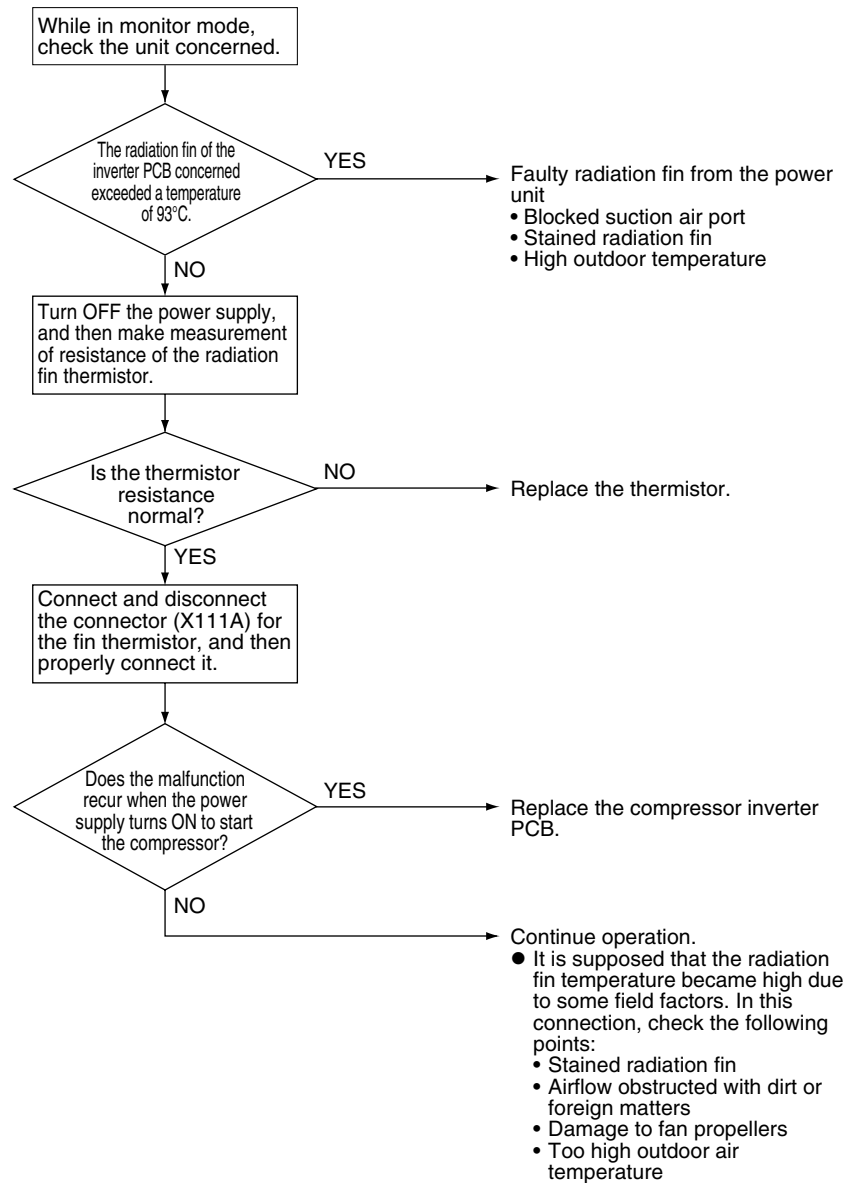 While in monitor mode,
check the unit concerned.
The radiation fin of the
inverter PCB concerned
exceeded a temperature
of 93°C.
YES
Faulty radiation fin from the power
unit
• Blocked suction air port
• Stained radiation fin
• High outdoor temperature
NO
Turn OFF the power supply,
and then make measurement
of resistance of the radiation
fin thermistor.
Is the thermistor
resistance
normal?
NO
Replace the thermistor.
YES
Connect and disconnect
the connector (X111A) for
the fin thermistor, and then
properly connect it.
Does the malfunction
recur when the power
supply turns ON to start
the compressor?
YES
Replace the compressor inverter
PCB.
NO
Continue operation.
● It is supposed that the radiation
fin temperature became high due
to some field factors. In this
connection, check the following
points:
• Stained radiation fin
• Airflow obstructed with dirt or
foreign matters
• Damage to fan propellers
• Too high outdoor air
temperature